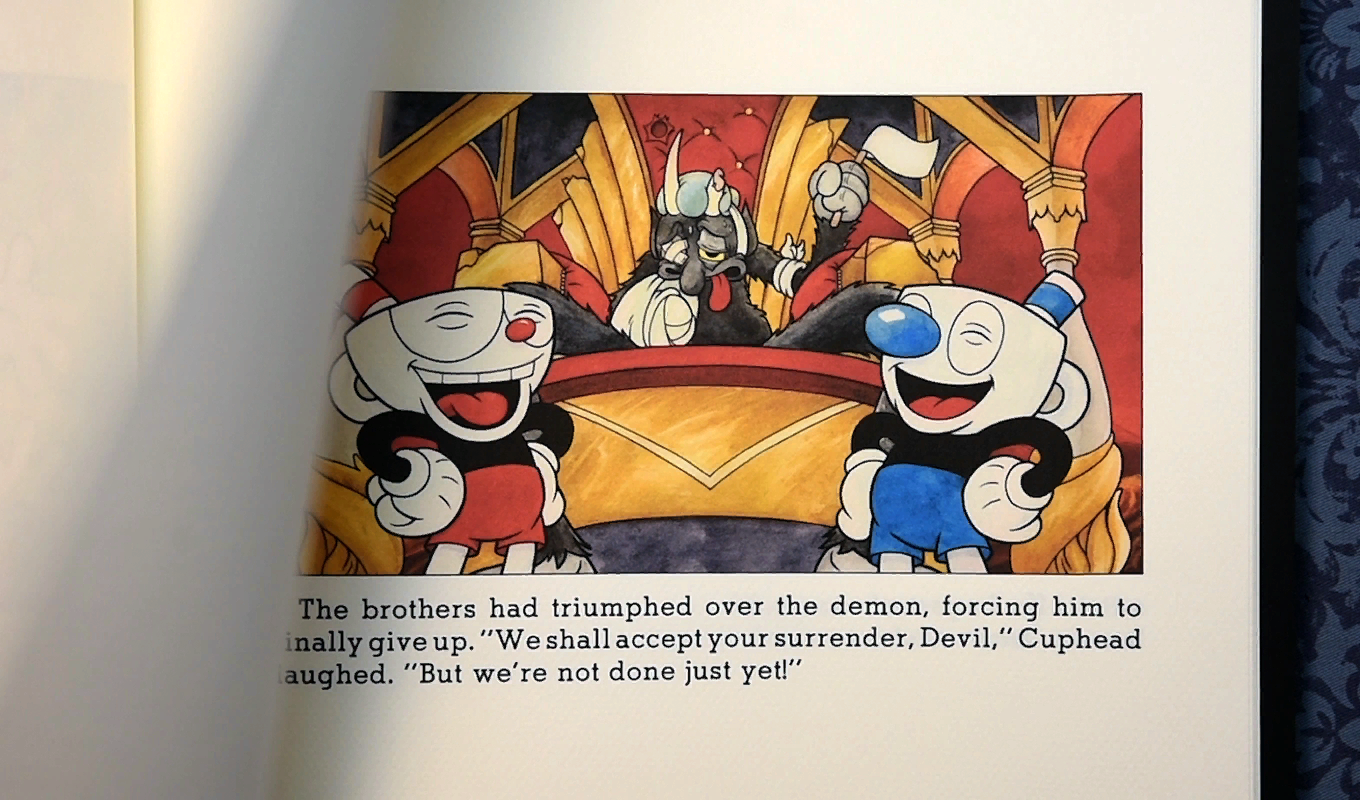 The brothers had triumphed over the demon, forcing him to
inally give up. "We shall accept your surrender, Devil," Cuphead
aughed. "But we're not done just yet!"